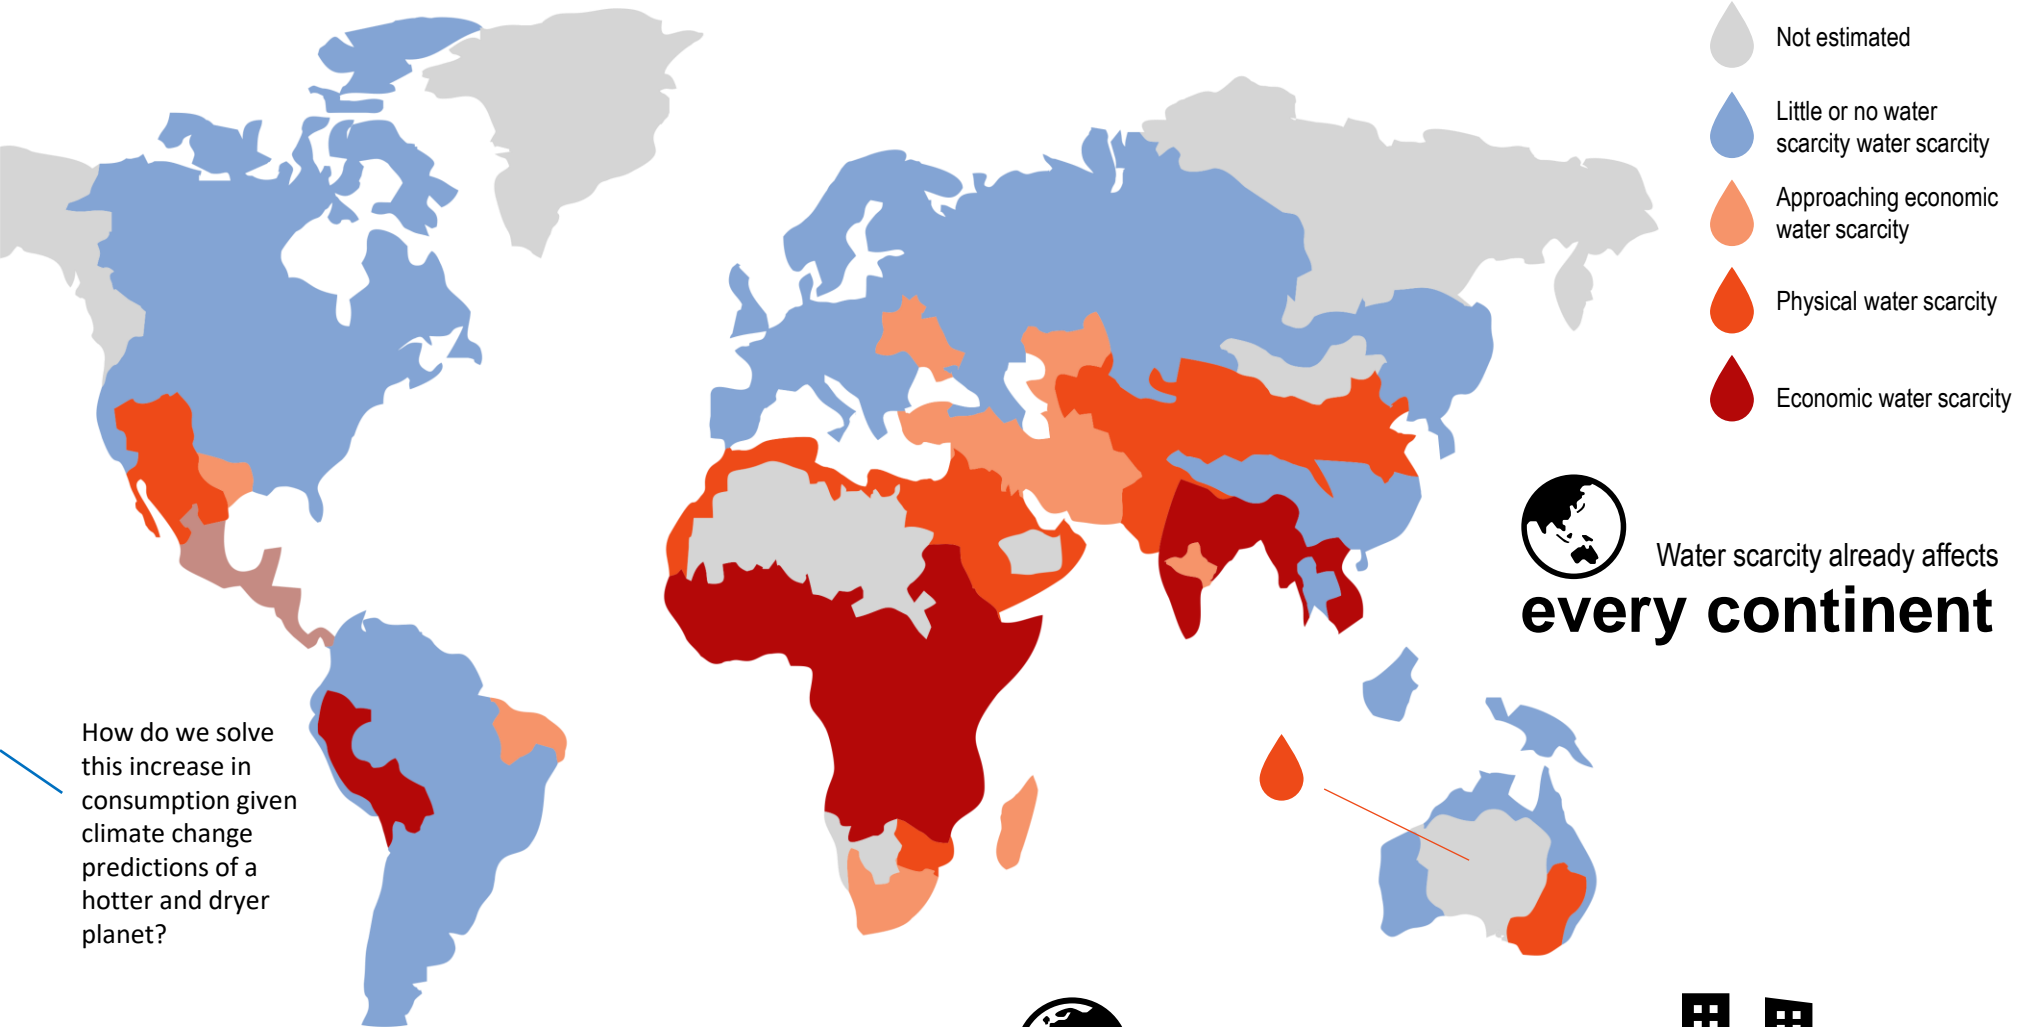 Not estimated
Little or no water
scarcity water scarcity
Approaching economic
water scarcity
Physical water scarcity
Economic water scarcity
Water scarcity already affects
every continent
How do we solve
this increase in
consumption given
climate change
predictions of a
hotter and dryer
planet?